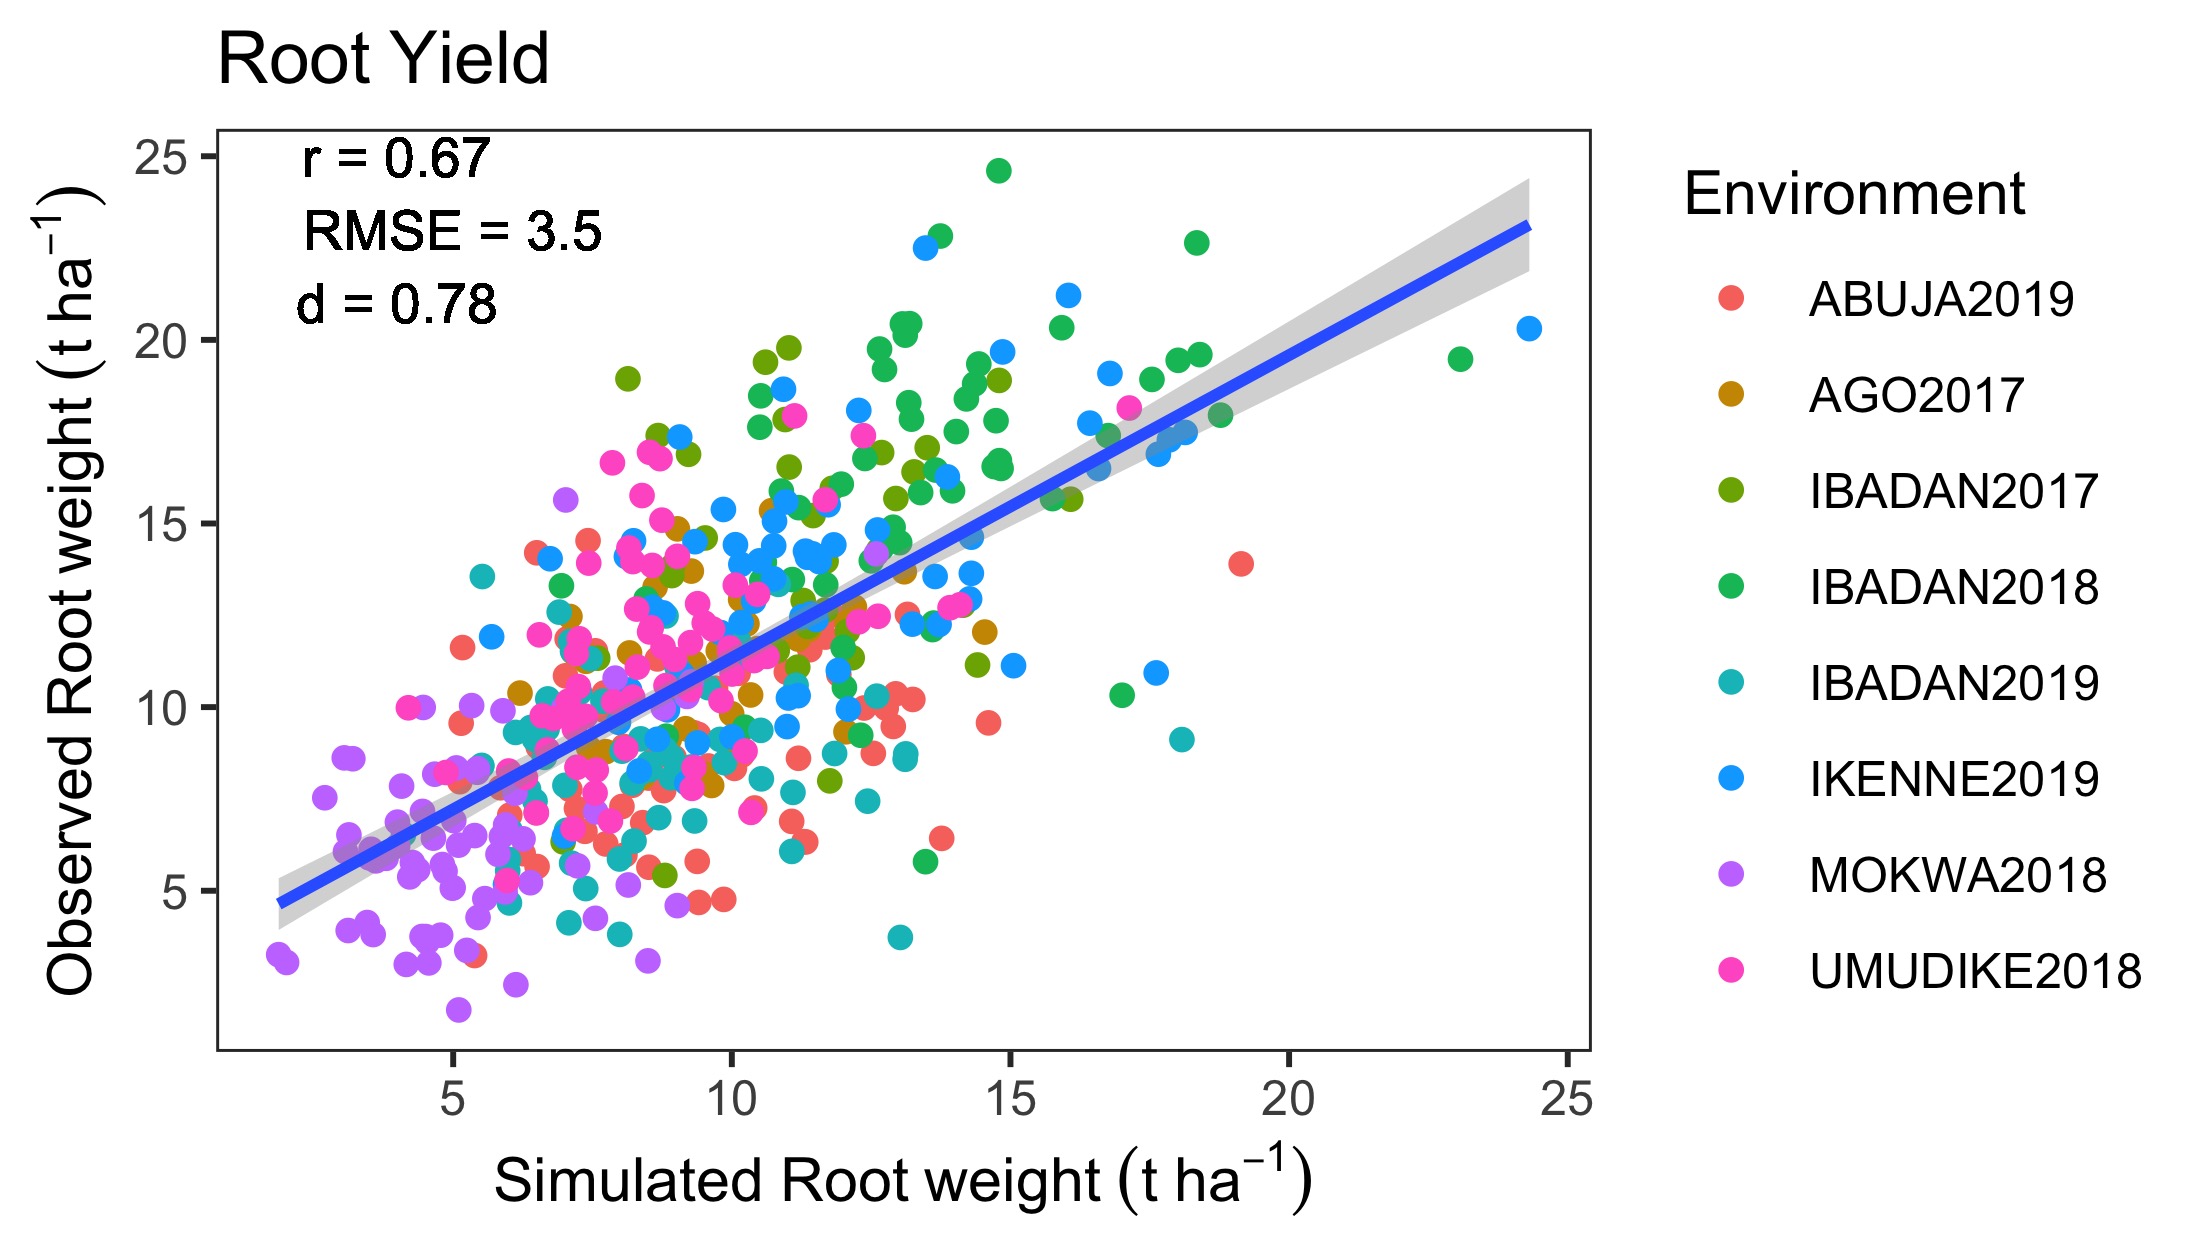 Root Yield
r = 0.67
RMSE = 3.5
d = 0.78
Observed Root weight (t ha⁻¹)
25
20
15
10
5
5 10 15 20 25
Simulated Root weight (t ha⁻¹)
Environment
ABUJA2019
AGO2017
IBADAN2017
IBADAN2018
IBADAN2019
IKENNE2019
MOKWA2018
UMUDIKE2018